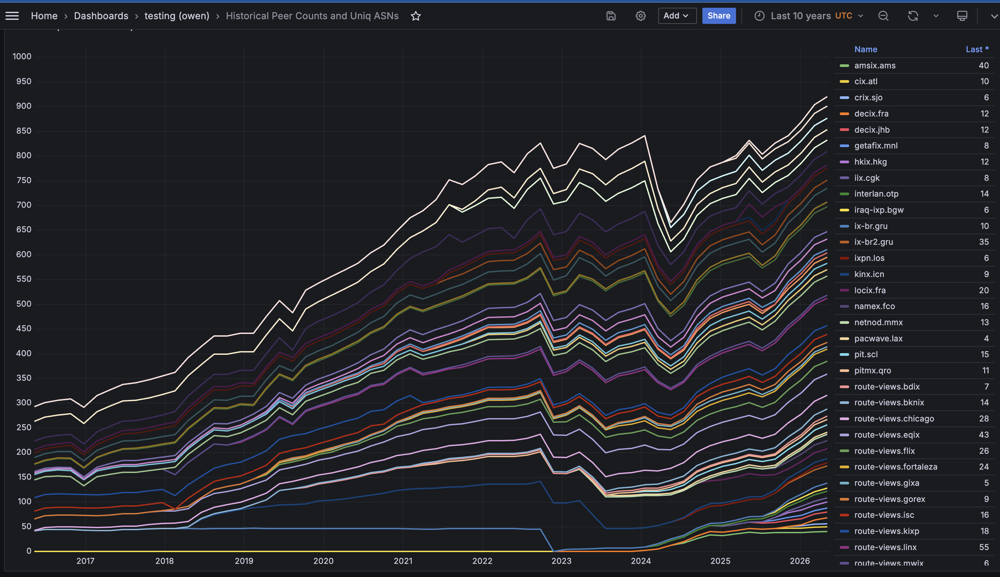 Home › Dashboards › testing (owen) › Historical Peer Counts and Uniq ASNs Add Share Last 10 years UTC
1000
950
900
850
800
750
700
650
600
550
500
450
400
350
300
250
200
150
100
50
0
2017 2018 2019 2020 2021 2022 2023 2024 2025 2026
Name Last *
amsix.ams 40
cix.atl 10
crix.sjo 6
decix.fra 12
decix.jhb 12
getafix.mnl 8
hkix.hkg 12
iix.cgk 8
interlan.otp 14
iraq-ixp.bgw 6
ix-br.gru 10
ix-br2.gru 35
ixpn.los 6
kinx.icn 9
locix.fra 20
namex.fco 16
netnod.mmx 13
pacwave.lax 4
pit.scl 15
pitmx.qro 11
route-views.bdix 7
route-views.bknix 14
route-views.chicago 28
route-views.eqix 43
route-views.flix 26
route-views.fortaleza 24
route-views.gixa 5
route-views.gorex 9
route-views.isc 16
route-views.kixp 18
route-views.linx 55
route-views.mwix 6